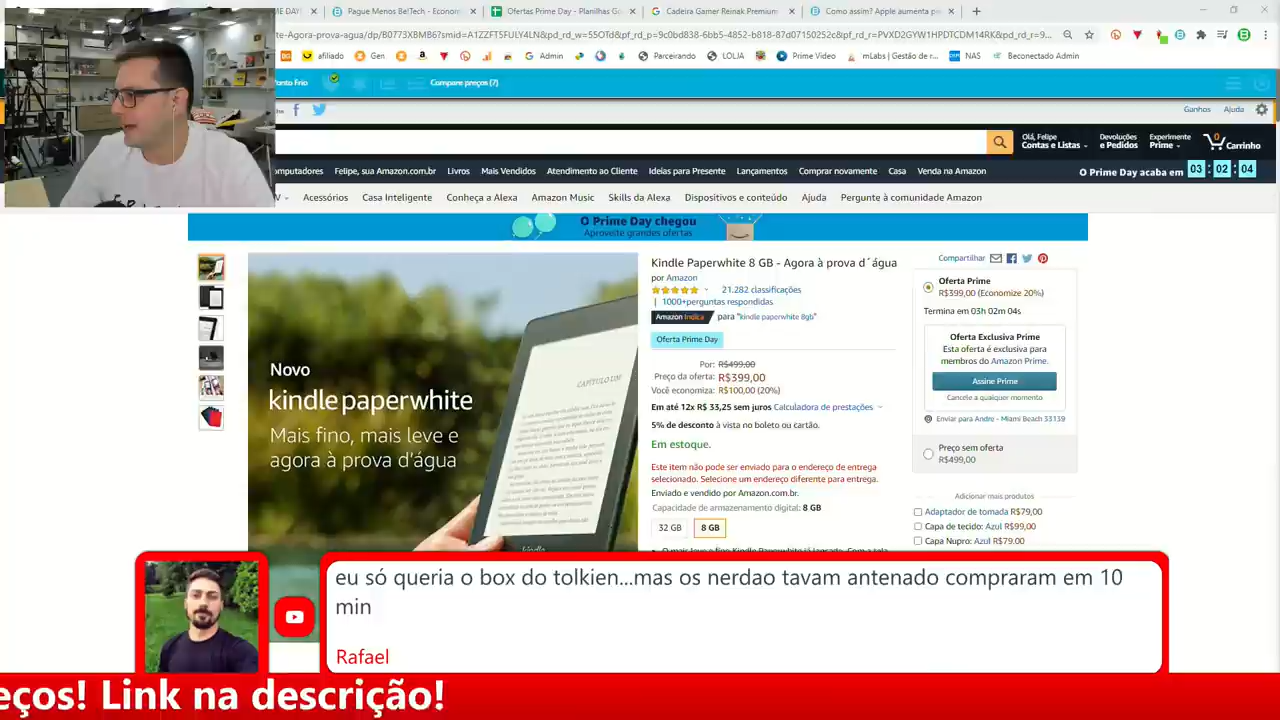 Pague Menos BelTech - Econom
Ofertas Prime Day - Planilhas Go
Cadeira Gamer Reinak Premium
Como assim? Apple aumenta p
afiliado
Gen
Admin
Parceirando
LOLJA
Prime Video
mLabs | Gestão de r...
NAS
Beconectado Admin
Ponto Frio
Compare preços (7)
Ganhos
Ajuda
Olá, Felipe
Contas e Listas
Devoluções
e Pedidos
Experimente
Prime
0
Carrinho
omputadores
Felipe, sua Amazon.com.br
Livros
Mais Vendidos
Atendimento ao Cliente
Ideias para Presente
Lançamentos
Comprar novamente
Casa
Venda na Amazon
O Prime Day acaba em
03 : 02 : 04
Acessórios
Casa Inteligente
Conheça a Alexa
Amazon Music
Skills da Alexa
Dispositivos e conteúdo
Ajuda
Pergunte à comunidade Amazon
O Prime Day chegou
Aproveite grandes ofertas
Novo
kindle paperwhite
Mais fino, mais leve e
agora à prova d'água
CAPÍTULO UM
kindle
Kindle Paperwhite 8 GB - Agora à prova d´água
por Amazon
21.282 classificações
| 1000+perguntas respondidas
Amazon Indica para "kindle paperwhite 8gb"
Oferta Prime Day
Por: R$499,00
Preço da oferta: R$399,00
Você economiza: R$100,00 (20%)
Em até 12x R$ 33,25 sem juros Calculadora de prestações
5% de desconto à vista no boleto ou cartão.
Em estoque.
Este item não pode ser enviado para o endereço de entrega
selecionado. Selecione um endereço diferente para entrega.
Enviado e vendido por Amazon.com.br.
Capacidade de armazenamento digital: 8 GB
32 GB
8 GB
Compartilhar
Oferta Prime
R$399,00 (Economize 20%)
Termina em 03h 02m 04s
Oferta Exclusiva Prime
Esta oferta é exclusiva para
membros do Amazon Prime.
Assine Prime
Cancele a qualquer momento
Enviar para Andre - Miami Beach 33139
Preço sem oferta
R$499,00
Adicionar mais produtos
Adaptador de tomada R$79,00
Capa de tecido: Azul R$99,00
Capa Nupro: Azul R$79,00
eu só queria o box do tolkien...mas os nerdao tavam antenado compraram em 10
min
Rafael
eços! Link na descrição!